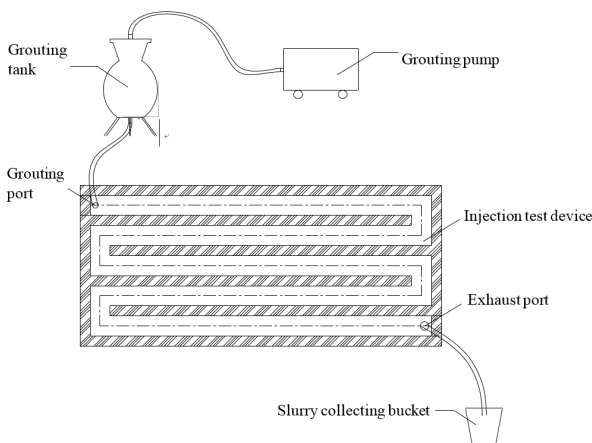 Grouting
tank
Grouting pump
Grouting
port
Injection test device
Exhaust port
Slurry collecting bucket